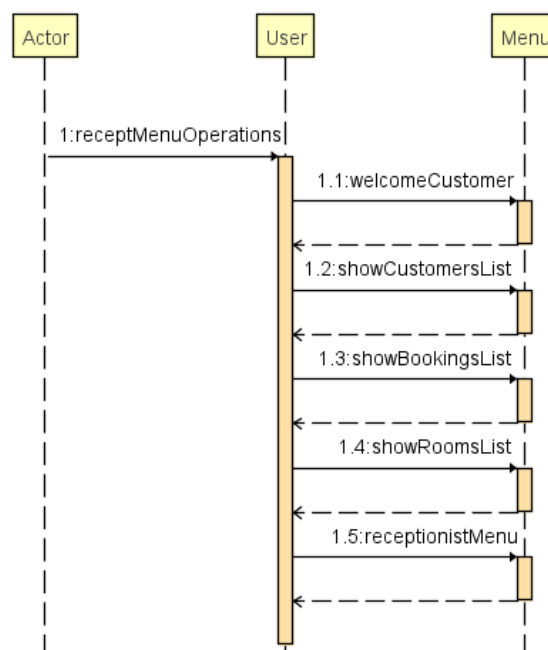 Actor User Menu
1:receptMenuOperations
1.1:welcomeCustomer
1.2:showCustomersList
1.3:showBookingsList
1.4:showRoomsList
1.5:receptionistMenu